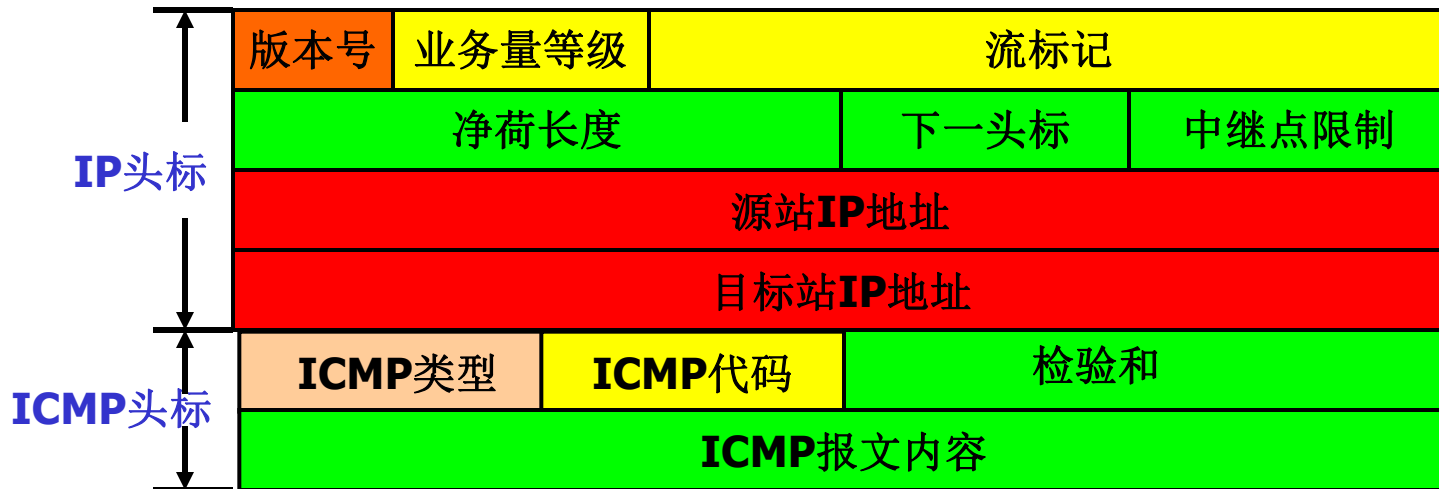 版本号 业务量等级 流标记
净荷长度 下一头标 中继点限制
IP头标
源站IP地址
目标站IP地址
ICMP类型 ICMP代码 检验和
ICMP头标
ICMP报文内容